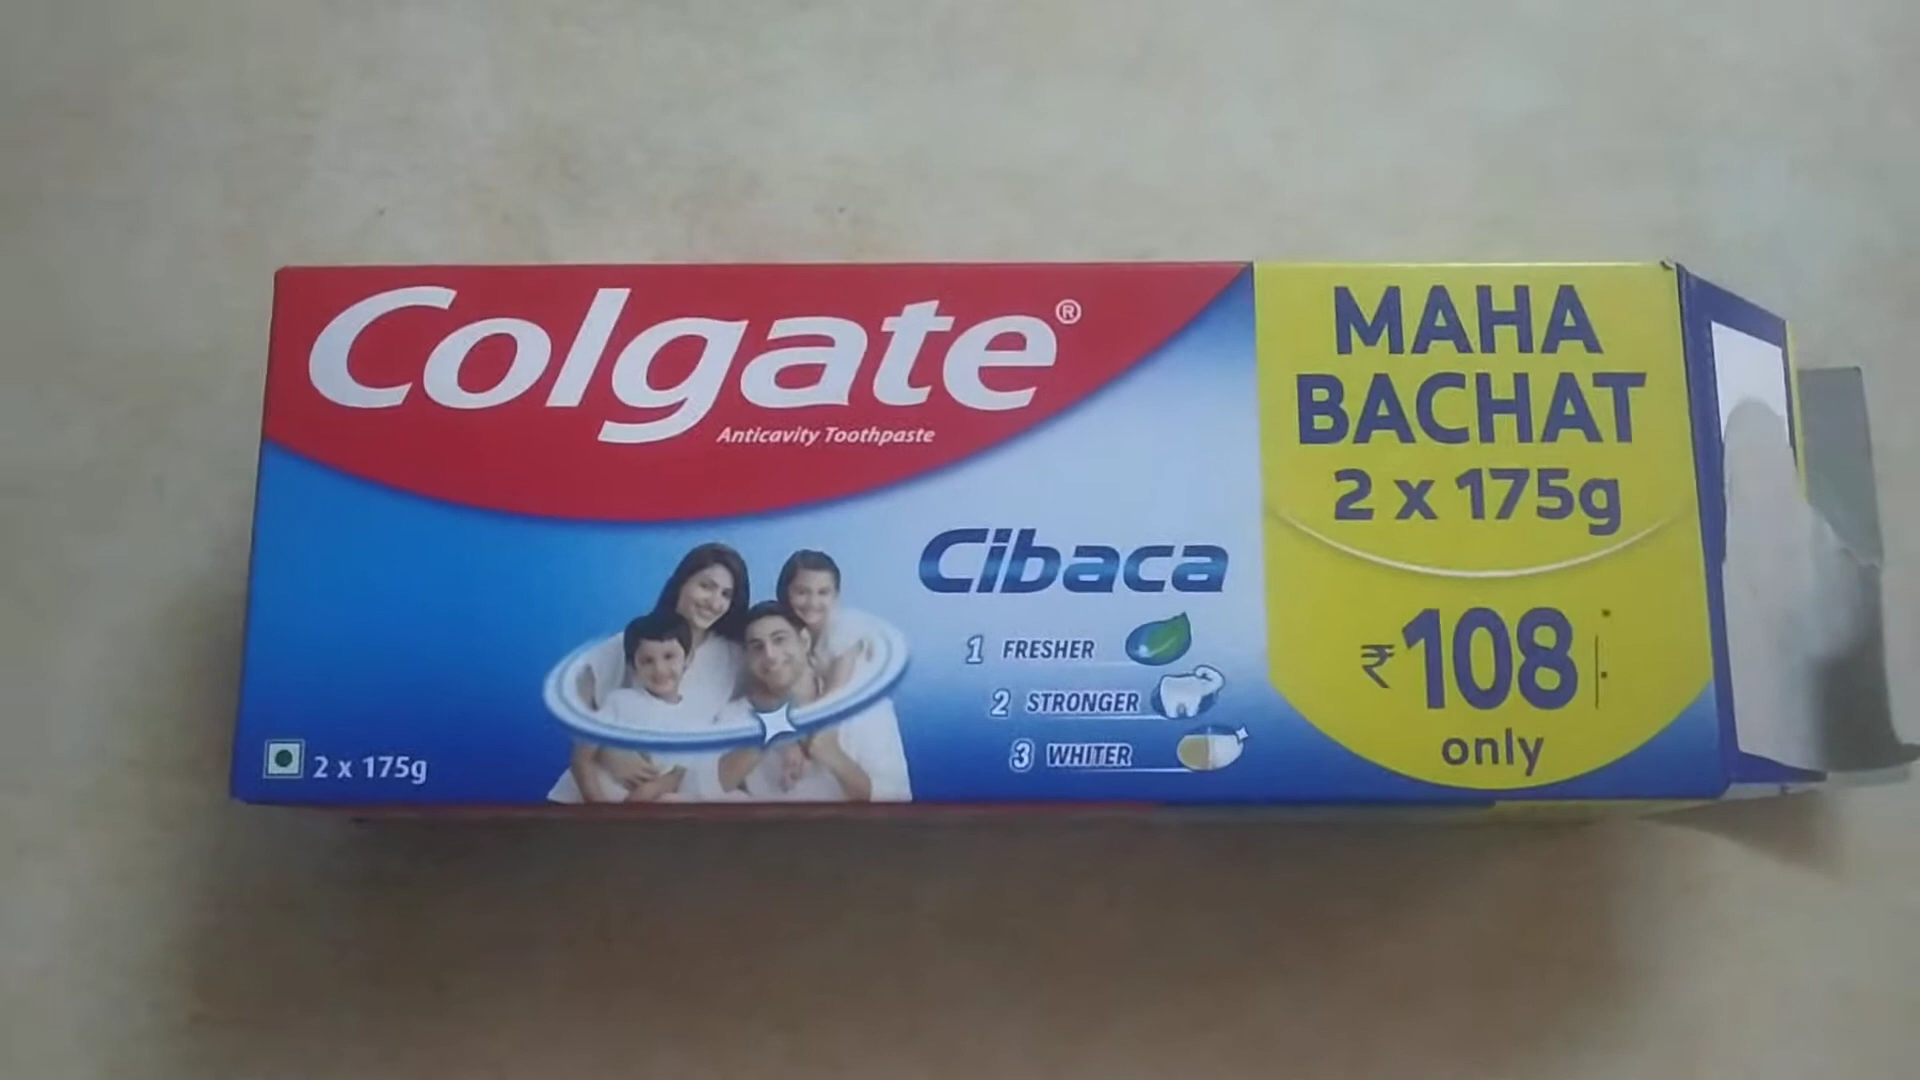 Colgate®
Anticavity Toothpaste
Cibaca
1 FRESHER
2 STRONGER
3 WHITER
2 x 175g
MAHA
BACHAT
2 x 175g
₹108
only